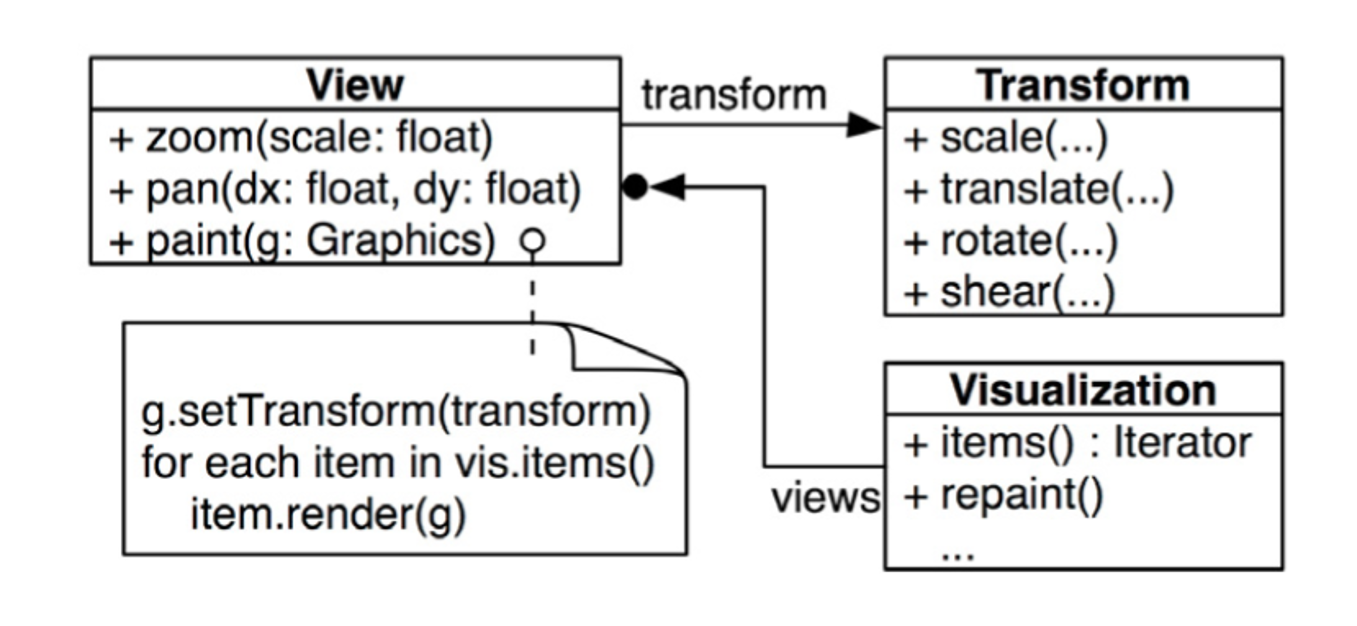 View
+ zoom(scale: float)
+ pan(dx: float, dy: float)
+ paint(g: Graphics)
transform
Transform
+ scale(...)
+ translate(...)
+ rotate(...)
+ shear(...)
g.setTransform(transform)
for each item in vis.items()
item.render(g)
views
Visualization
+ items() : Iterator
+ repaint()
...